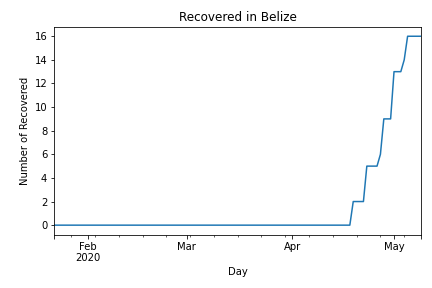 Recovered in Belize
Number of Recovered
16
14
12
10
8
6
4
2
0
Feb
2020
Mar
Apr
May
Day